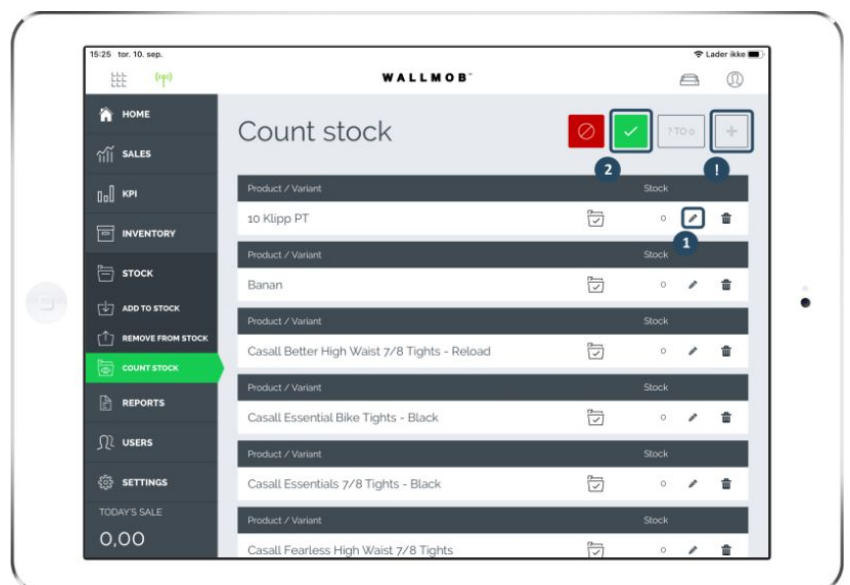 15:25 tor. 10. sep.
Lader ikke
WALLMOB
HOME
SALES
KPI
INVENTORY
STOCK
ADD TO STOCK
REMOVE FROM STOCK
COUNT STOCK
REPORTS
USERS
SETTINGS
TODAY'S SALE
0,00
Count stock
? TO 0
+
2
!
Product / Variant Stock
10 Klipp PT 0
1
Product / Variant Stock
Banan 0
Product / Variant Stock
Casall Better High Waist 7/8 Tights - Reload 0
Product / Variant Stock
Casall Essential Bike Tights - Black 0
Product / Variant Stock
Casall Essentials 7/8 Tights - Black 0
Product / Variant Stock
Casall Fearless High Waist 7/8 Tights 0